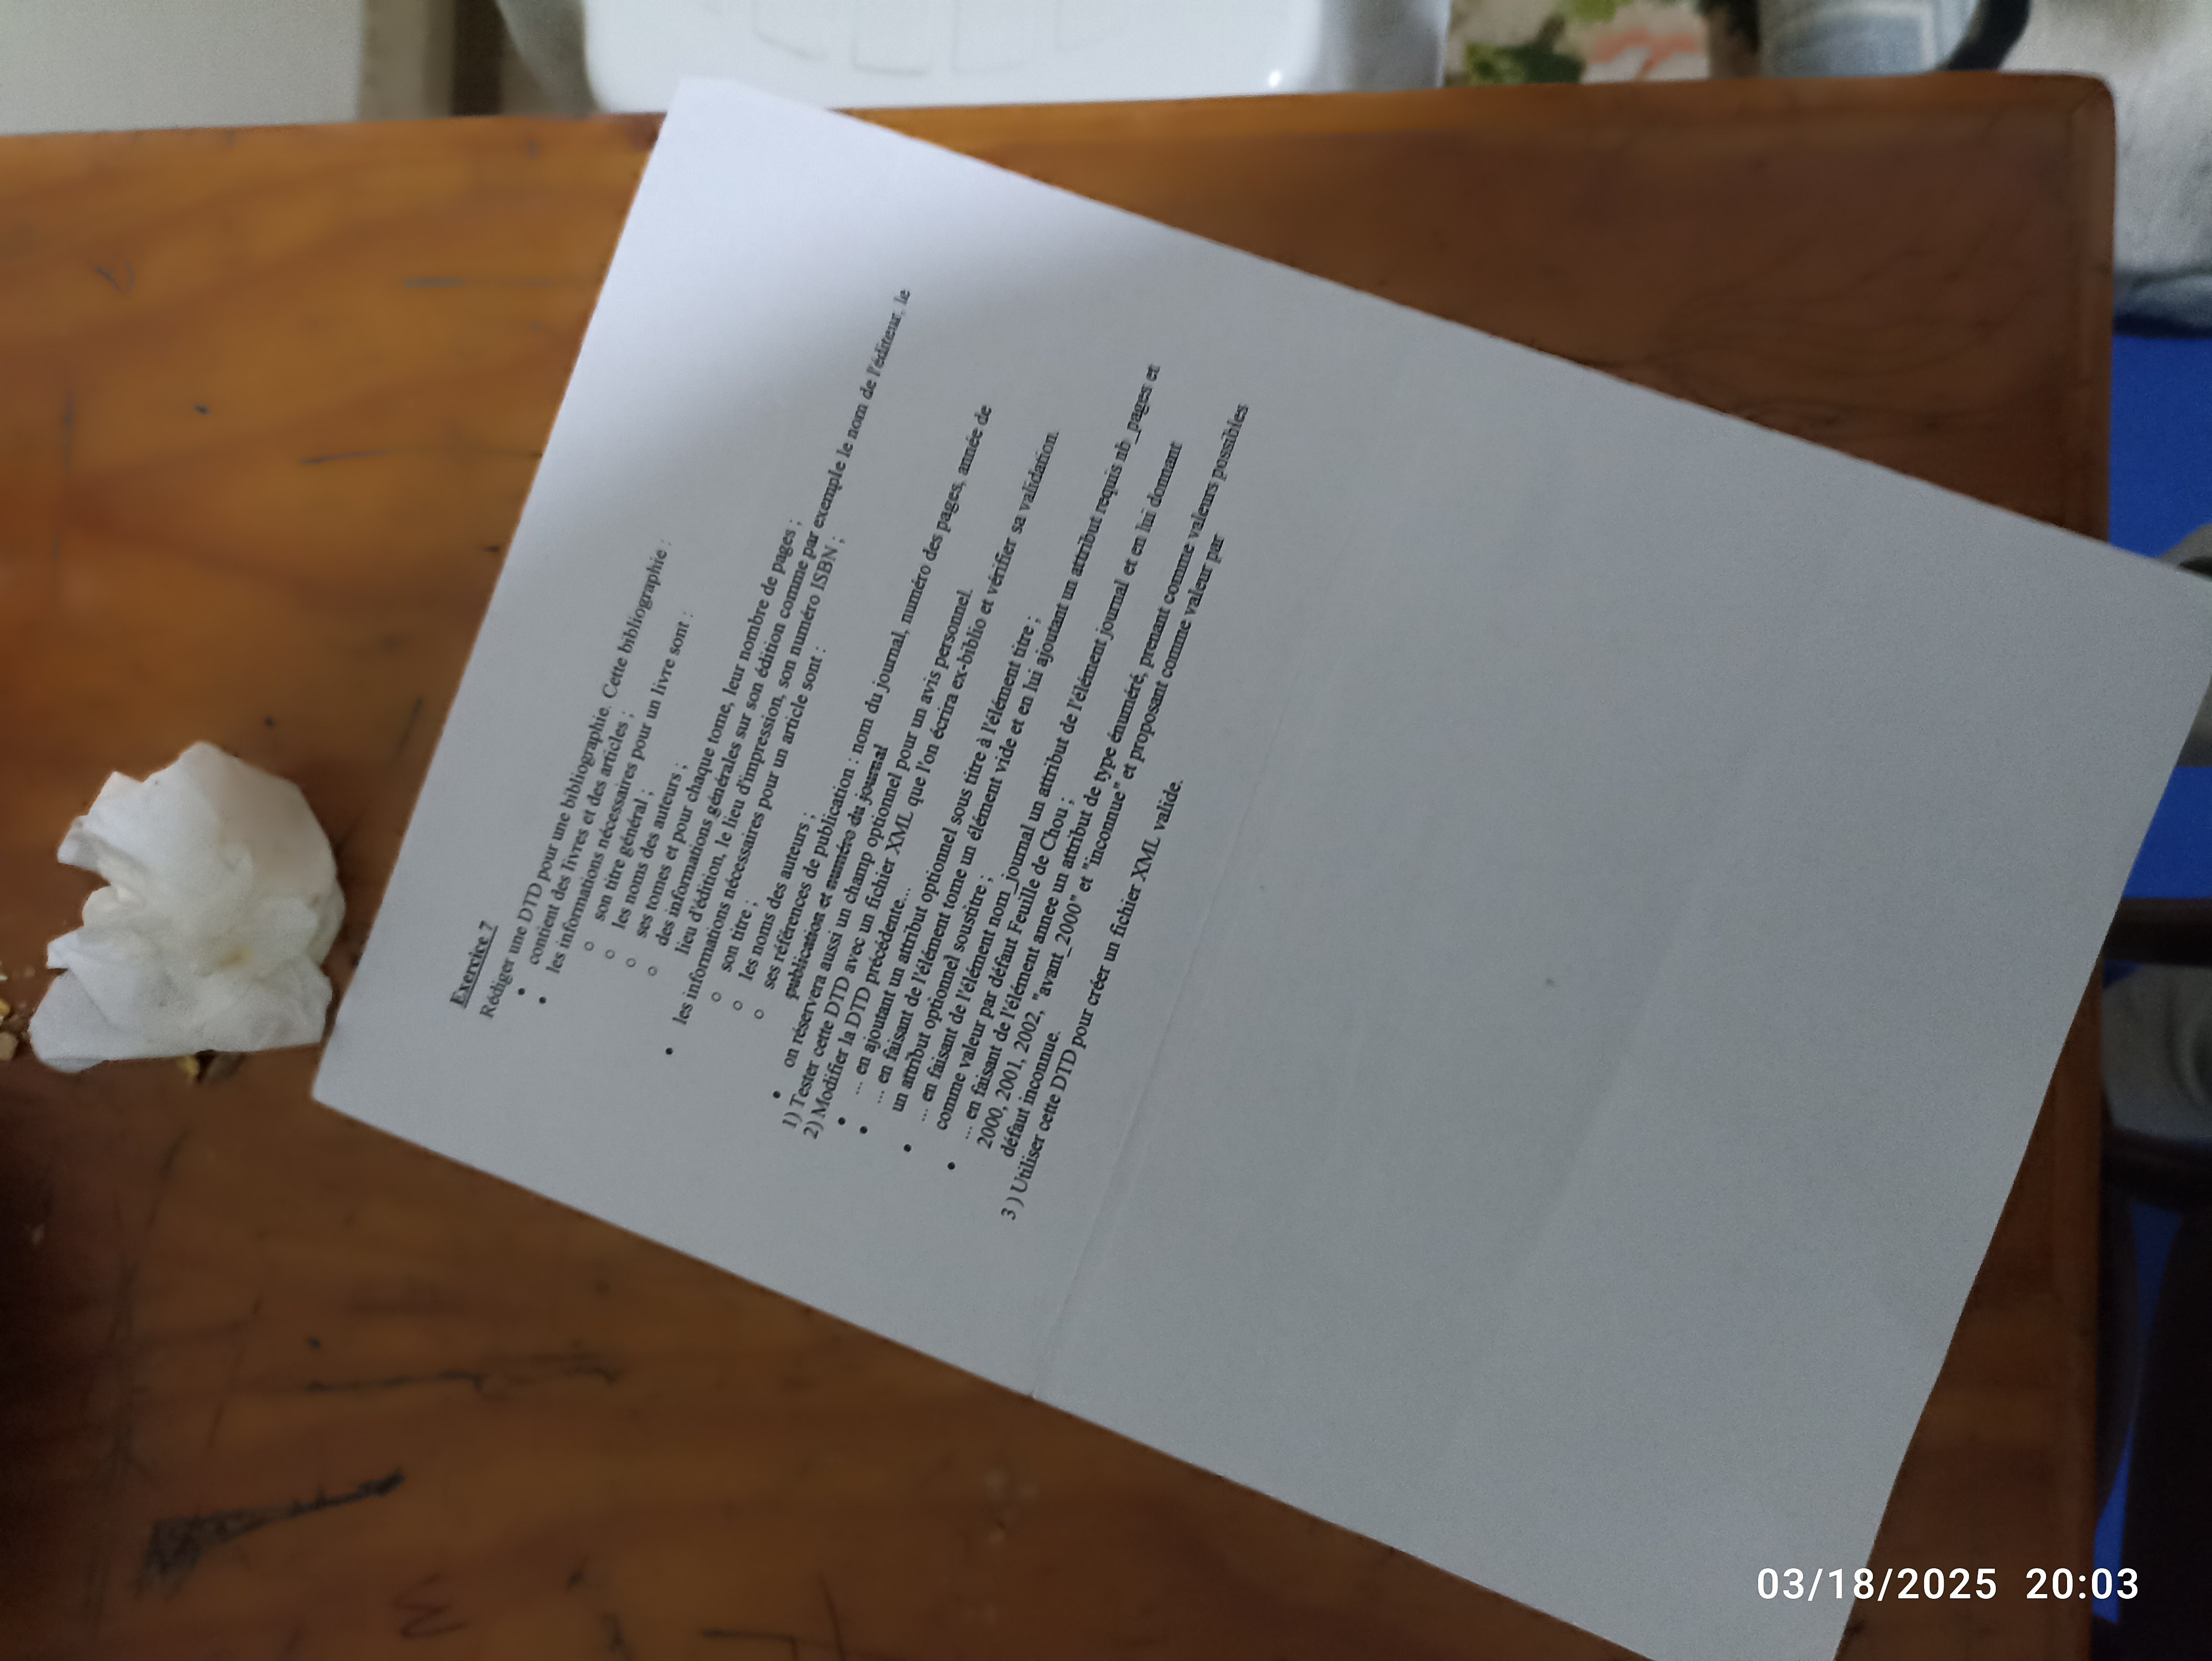 Exercice 7
Rédiger une DTD pour une bibliographie. Cette bibliographie :
• contient des livres et des articles ;
• les informations nécessaires pour un livre sont :
o son titre général ;
o les noms des auteurs ;
o ses tomes et pour chaque tome, leur nombre de pages ;
o des informations générales sur son édition comme par exemple le nom de l'éditeur, le
lieu d'édition, le lieu d'impression, son numéro ISBN ;
• les informations nécessaires pour un article sont :
o son titre ;
o les noms des auteurs ;
o ses références de publication : nom du journal, numéro des pages, année de
publication et numéro du journal
• on réservera aussi un champ optionnel pour un avis personnel.
1) Tester cette DTD avec un fichier XML que l'on écrira ex-biblio et vérifier sa validation.
2) Modifier la DTD précédente...
• ... en ajoutant un attribut optionnel sous titre à l'élément titre ;
• ... en faisant de l'élément tome un élément vide et en lui ajoutant un attribut requis nb_pages et
un attribut optionnel soustitre ;
• ... en faisant de l'élément nom_journal un attribut de l'élément journal et en lui donnant
comme valeur par défaut Feuille de Chou ;
• ... en faisant de l'élément annee un attribut de type énuméré, prenant comme valeurs possibles
2000, 2001, 2002, "avant_2000" et "inconnue" et proposant comme valeur par
défaut inconnue.
3 ) Utiliser cette DTD pour créer un fichier XML valide.
03/18/2025 20:03